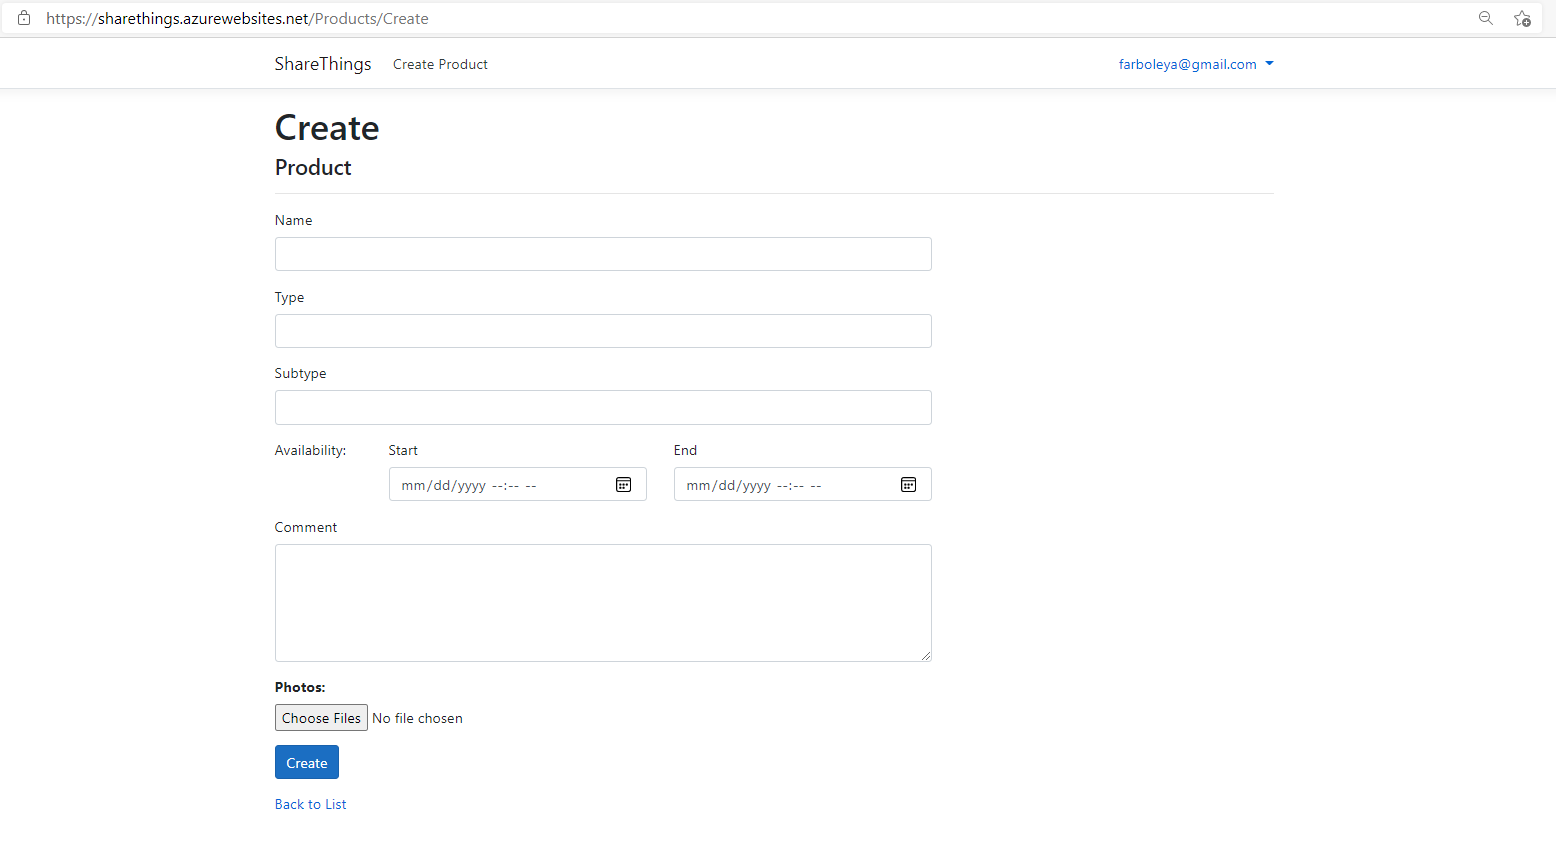 https://sharethings.azurewebsites.net/Products/Create
ShareThings Create Product farboleya@gmail.com
Create
Product
Name
Type
Subtype
Availability: Start End
mm/dd/yyyy --:-- -- mm/dd/yyyy --:-- --
Comment
Photos:
Choose Files No file chosen
Create
Back to List